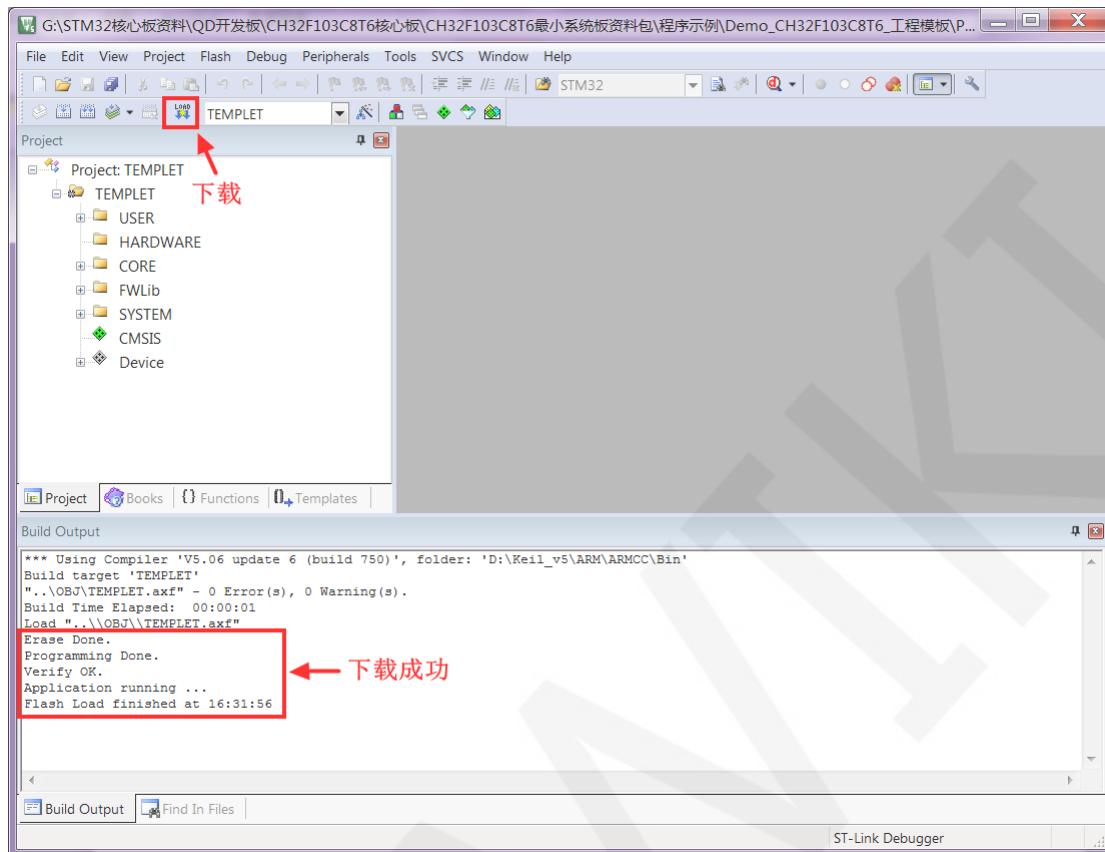 G:\STM32核心板资料\QD开发板\CH32F103C8T6核心板\CH32F103C8T6最小系统板资料包\程序示例\Demo_CH32F103C8T6_工程模板\P...
File Edit View Project Flash Debug Peripherals Tools SVCS Window Help
STM32
LOAD TEMPLET
Project
Project: TEMPLET
TEMPLET
下载
USER
HARDWARE
CORE
FWLib
SYSTEM
CMSIS
Device
Project Books {} Functions Templates
Build Output
*** Using Compiler 'V5.06 update 6 (build 750)', folder: 'D:\Keil_v5\ARM\ARMCC\Bin'
Build target 'TEMPLET'
"..\OBJ\TEMPLET.axf" - 0 Error(s), 0 Warning(s).
Build Time Elapsed:  00:00:01
Load "..\\OBJ\\TEMPLET.axf"
Erase Done.
Programming Done.
Verify OK.
下载成功
Application running ...
Flash Load finished at 16:31:56
Build Output Find In Files
ST-Link Debugger
WIKI